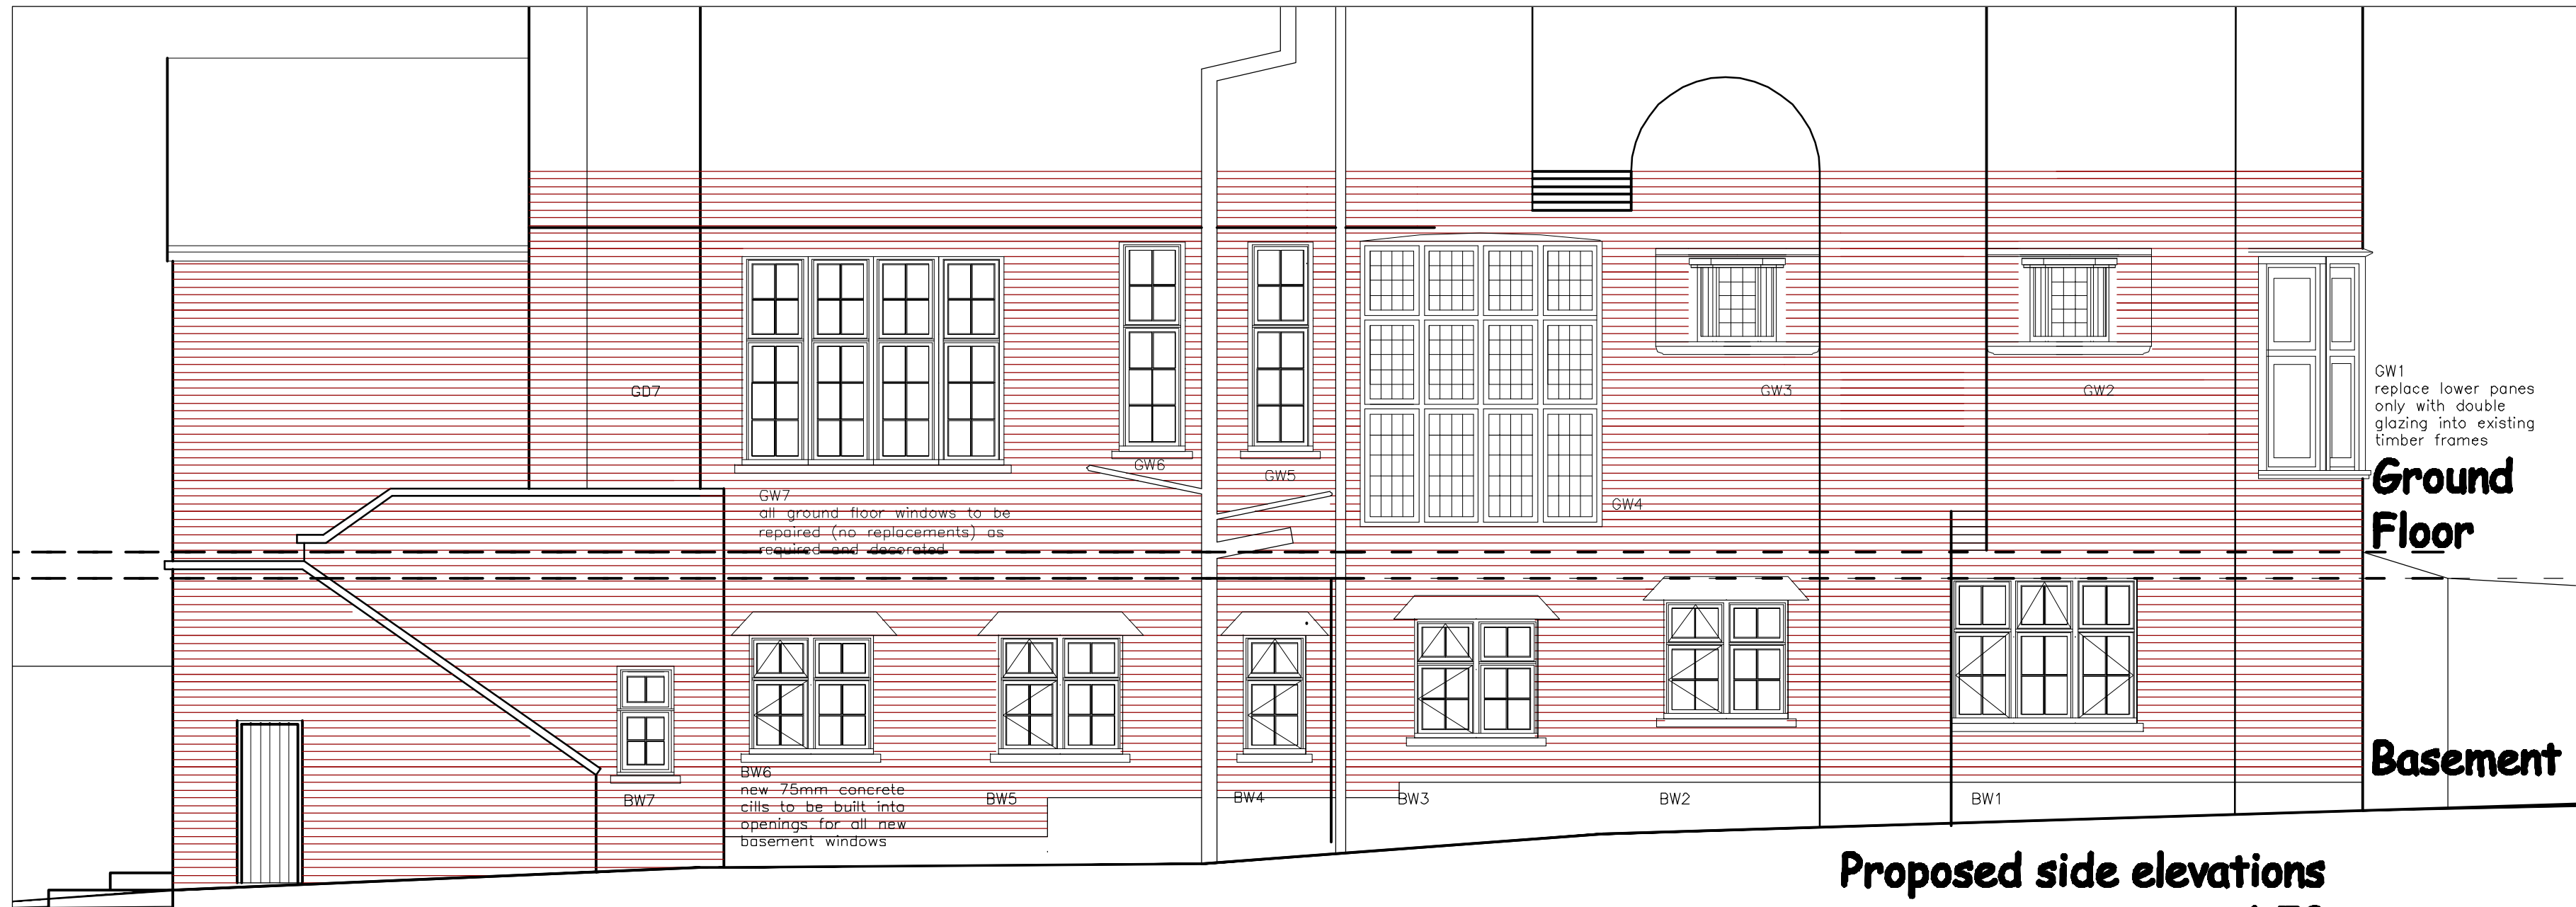 GD7
GW7
all ground floor windows to be
repaired (no replacements) as
required and decorated
GW6
GW5
GW4
GW3
GW2
GW1
replace lower panes
only with double
glazing into existing
timber frames
Ground
Floor
Basement
BW7
BW6
new 75mm concrete
cills to be built into
openings for all new
basement windows
BW5
BW4
BW3
BW2
BW1
Proposed side elevations